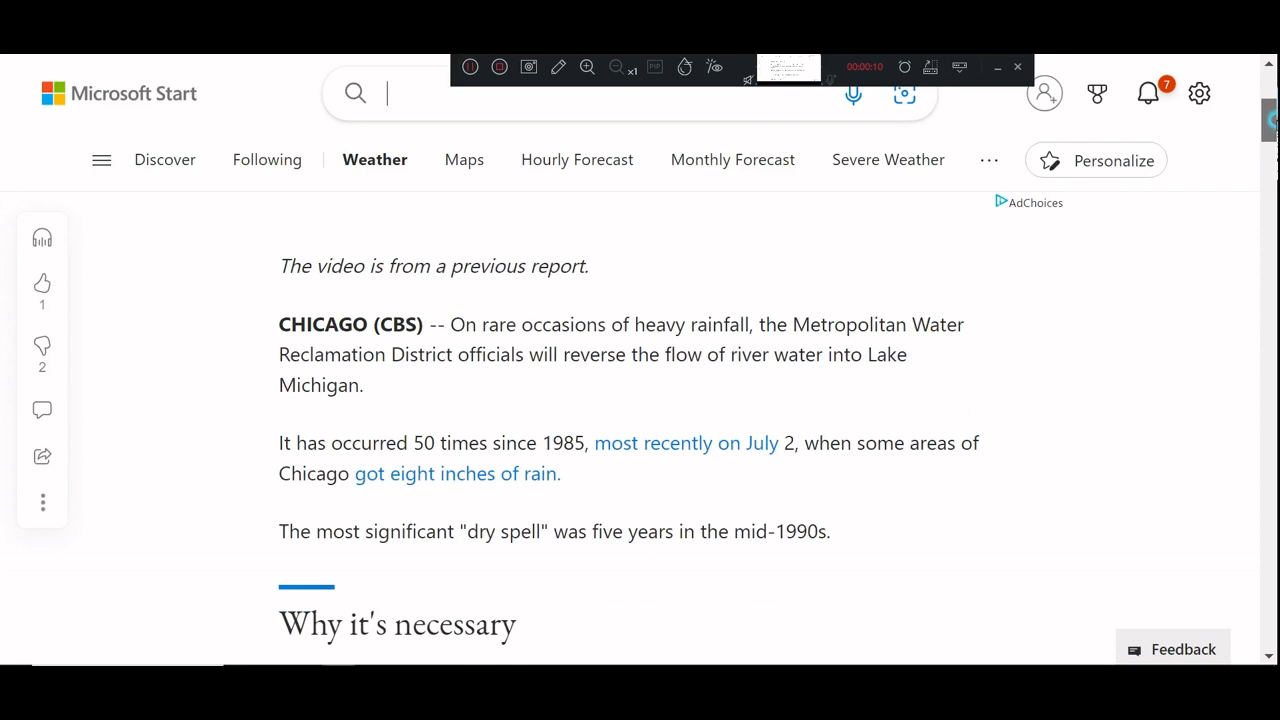 x1
PHP
00:00:10
Microsoft Start
7
Discover Following Weather Maps Hourly Forecast Monthly Forecast Severe Weather ... Personalize
AdChoices
The video is from a previous report.
1
CHICAGO (CBS) -- On rare occasions of heavy rainfall, the Metropolitan Water
Reclamation District officials will reverse the flow of river water into Lake
2
Michigan.
It has occurred 50 times since 1985, most recently on July 2, when some areas of
Chicago got eight inches of rain.
The most significant "dry spell" was five years in the mid-1990s.
Why it's necessary
Feedback